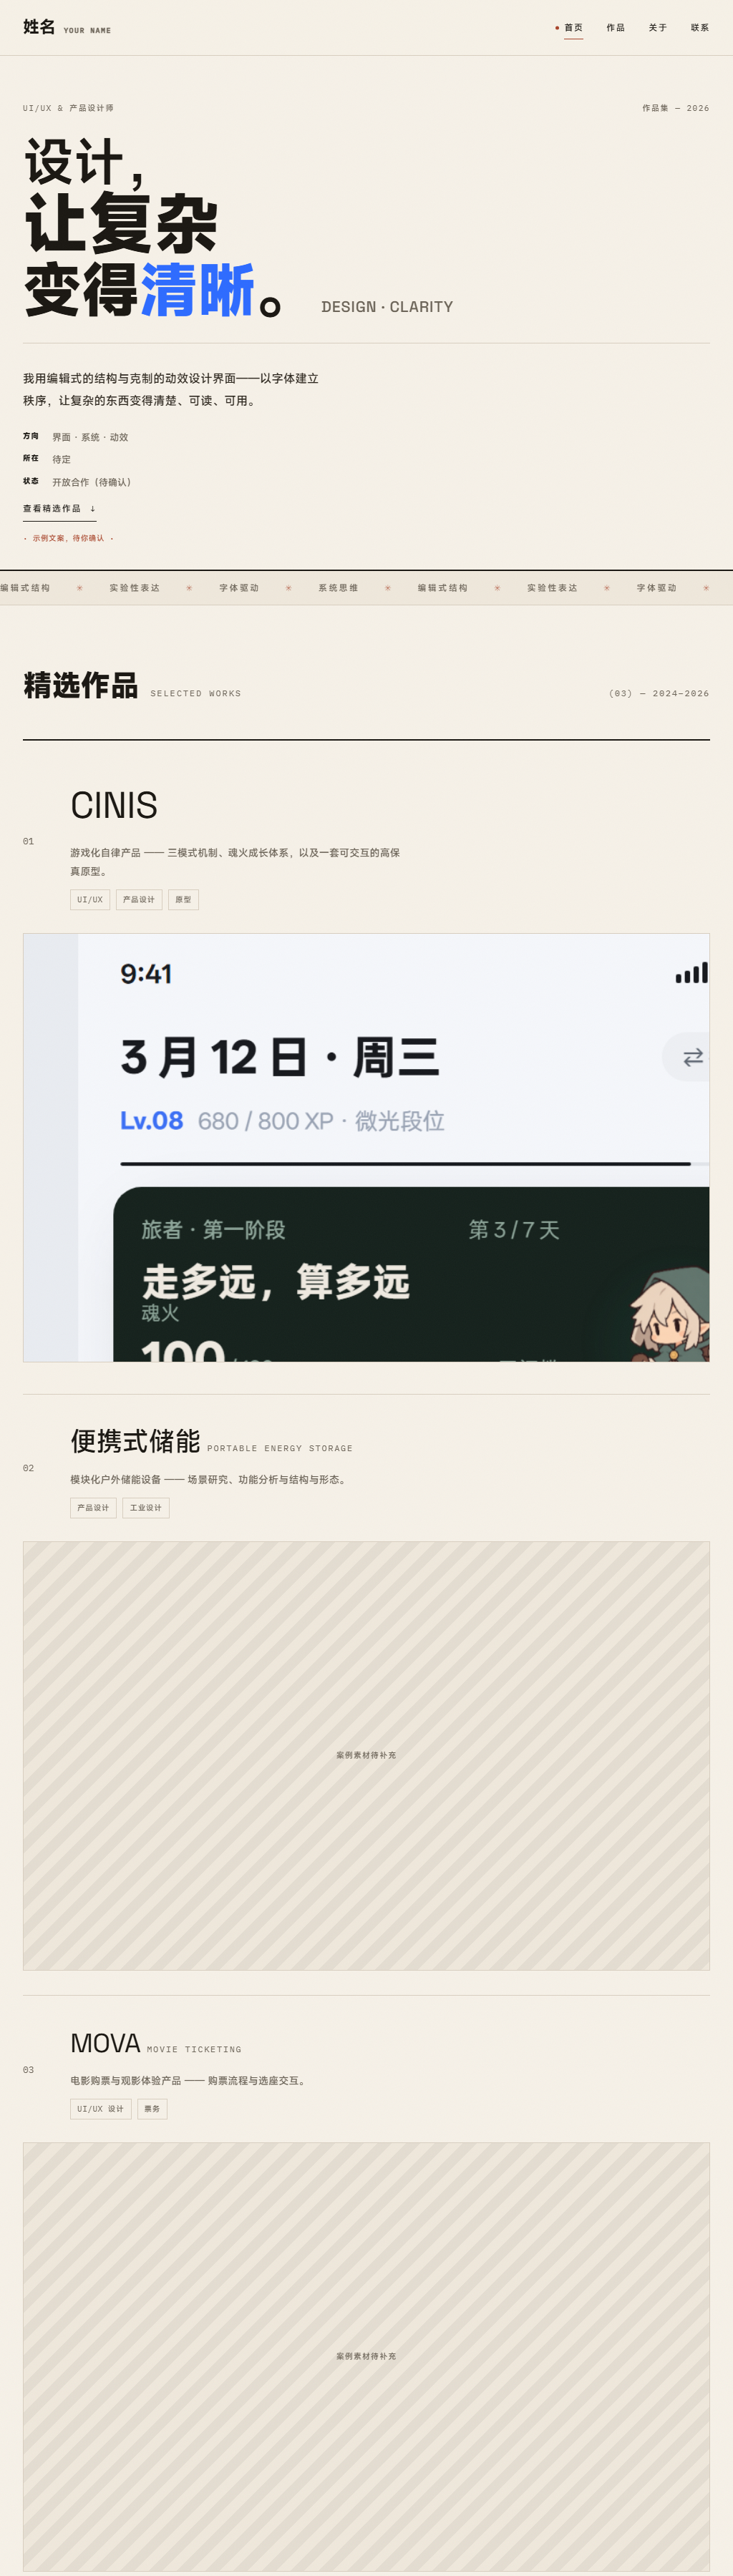 姓名 YOUR NAME
首页 作品 关于 联系
UI/UX & 产品设计师
作品集 — 2026
设计，
让复杂
变得清晰。 DESIGN · CLARITY
我用编辑式的结构与克制的动效设计界面——以字体建立
秩序，让复杂的东西变得清楚、可读、可用。
方向 界面 · 系统 · 动效
所在 待定
状态 开放合作（待确认）
查看精选作品 ↓
· 示例文案，待你确认 ·
编辑式结构 ✳ 实验性表达 ✳ 字体驱动 ✳ 系统思维 ✳ 编辑式结构 ✳ 实验性表达 ✳ 字体驱动 ✳
精选作品 SELECTED WORKS
(03) — 2024–2026
CINIS
01
游戏化自律产品 —— 三模式机制、魂火成长体系，以及一套可交互的高保
真原型。
UI/UX 产品设计 原型
9:41
3 月 12 日 · 周三
Lv.08 680 / 800 XP · 微光段位
旅者 · 第一阶段 第 3 / 7 天
走多远，算多远
魂火
100
便携式储能 PORTABLE ENERGY STORAGE
02
模块化户外储能设备 —— 场景研究、功能分析与结构与形态。
产品设计 工业设计
案例素材待补充
MOVA MOVIE TICKETING
03
电影购票与观影体验产品 —— 购票流程与选座交互。
UI/UX 设计 票务
案例素材待补充